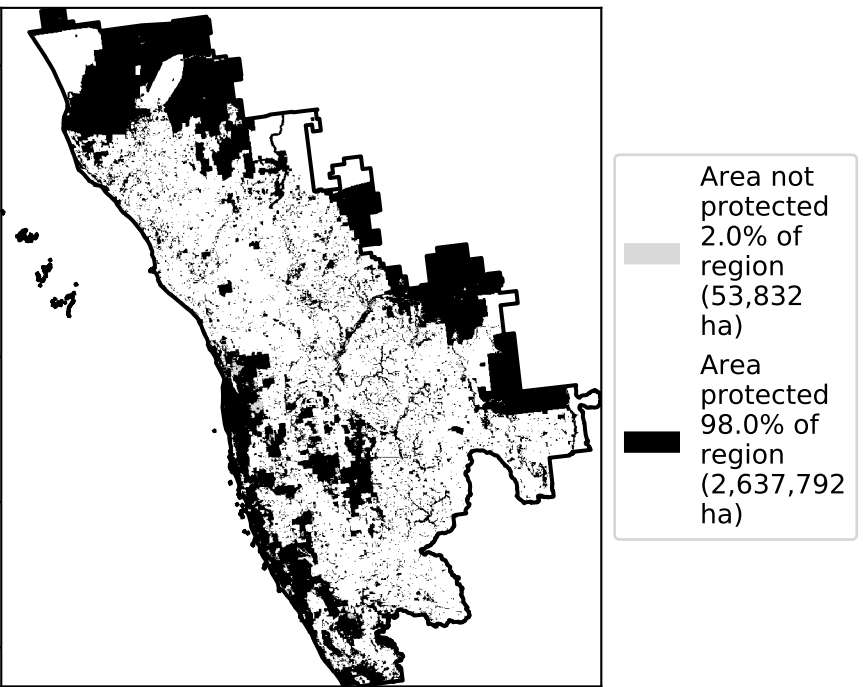 Area not
protected
2.0% of
region
(53,832
ha)
Area
protected
98.0% of
region
(2,637,792
ha)